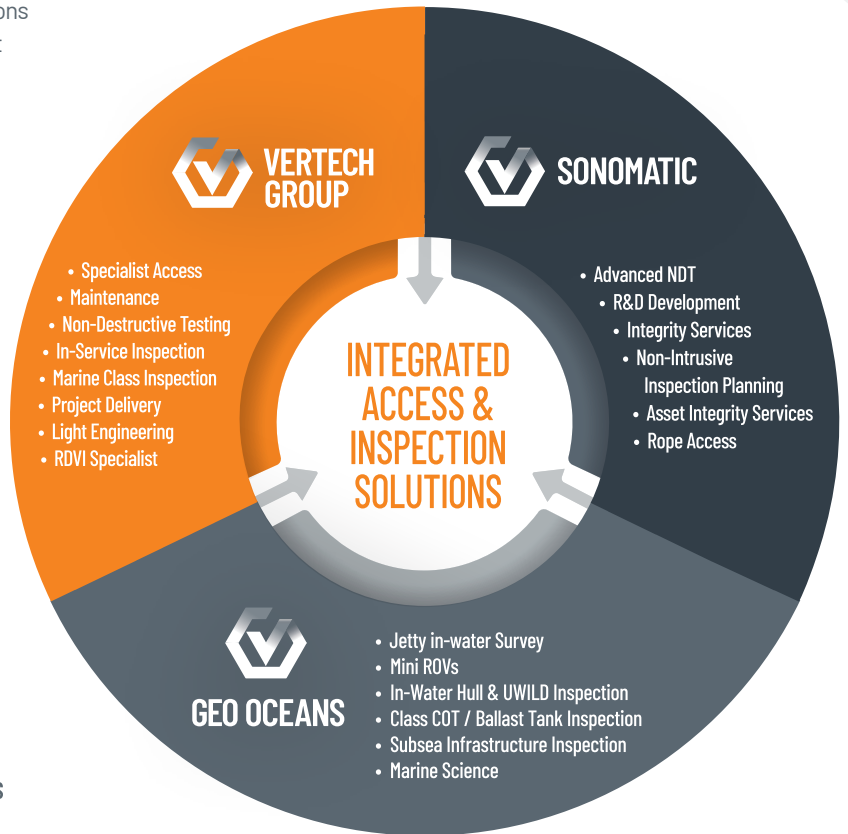 ons
t
VERTECH
GROUP
• Specialist Access
• Maintenance
• Non-Destructive Testing
• In-Service Inspection
• Marine Class Inspection
• Project Delivery
• Light Engineering
• RDVI Specialist
SONOMATIC
• Advanced NDT
• R&D Development
• Integrity Services
• Non-Intrusive
Inspection Planning
• Asset Integrity Services
• Rope Access
INTEGRATED
ACCESS &
INSPECTION
SOLUTIONS
GEO OCEANS
• Jetty in-water Survey
• Mini ROVs
• In-Water Hull & UWILD Inspection
• Class COT / Ballast Tank Inspection
• Subsea Infrastructure Inspection
• Marine Science
s